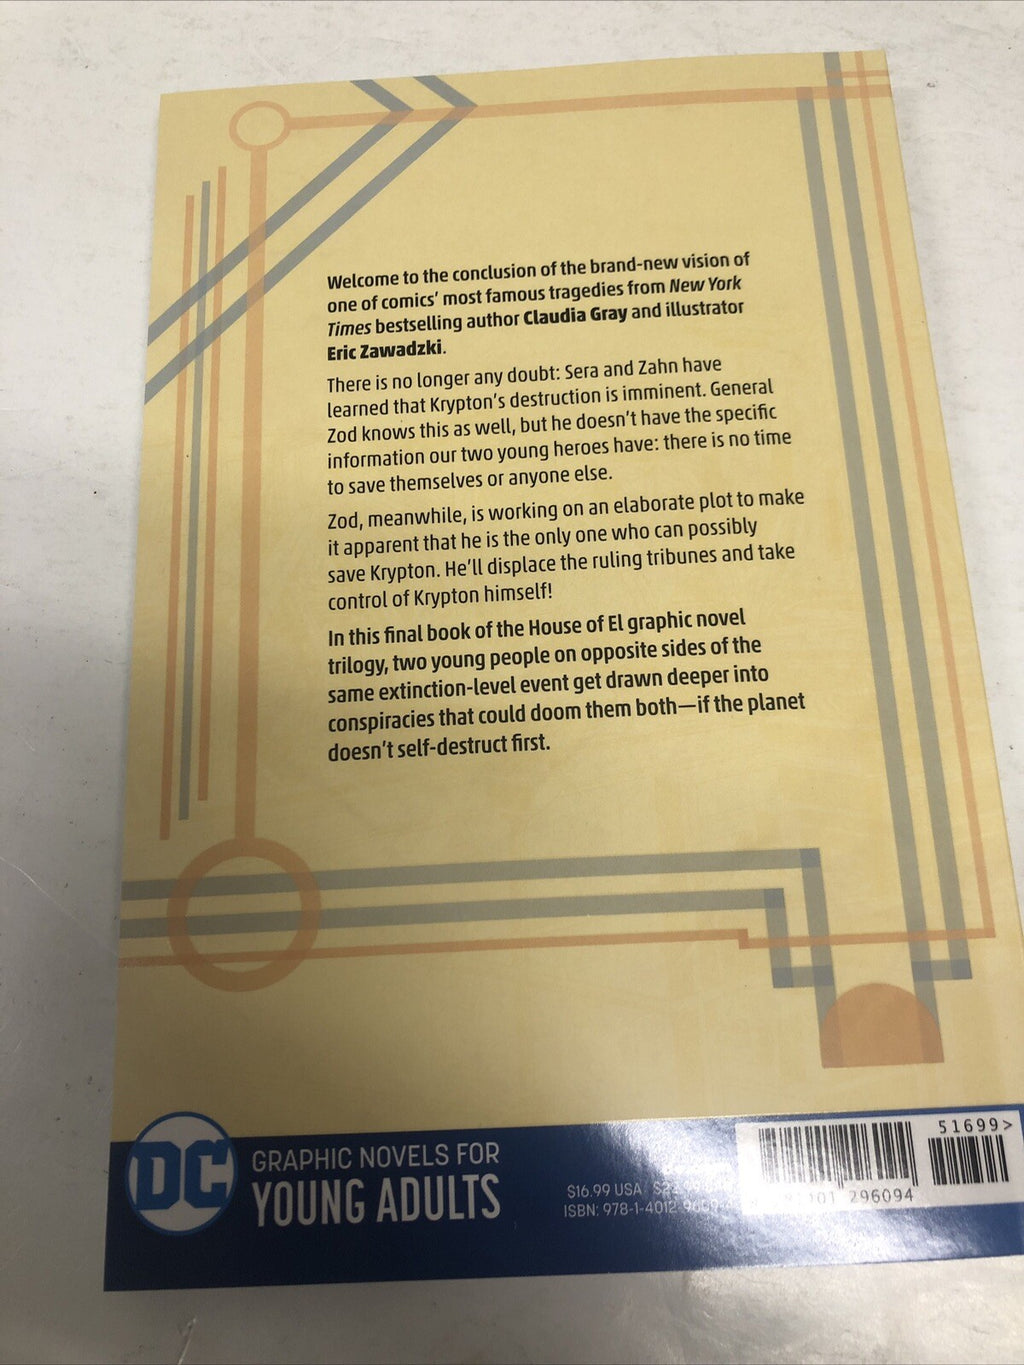 Welcome to the conclusion of the brand-new vision of
one of comics' most famous tragedies from New York
Times bestselling author Claudia Gray and illustrator
Eric Zawadzki.
There is no longer any doubt: Sera and Zahn have
learned that Krypton's destruction is imminent. General
Zod knows this as well, but he doesn't have the specific
information our two young heroes have: there is no time
to save themselves or anyone else.
Zod, meanwhile, is working on an elaborate plot to make
it apparent that he is the only one who can possibly
save Krypton. He'll displace the ruling tribunes and take
control of Krypton himself!
In this final book of the House of El graphic novel
trilogy, two young people on opposite sides of the
same extinction-level event get drawn deeper into
conspiracies that could doom them both—if the planet
doesn't self-destruct first.
DC
GRAPHIC NOVELS FOR
YOUNG ADULTS
$16.99 USA
ISBN: 978-1-4012
51699>
296094